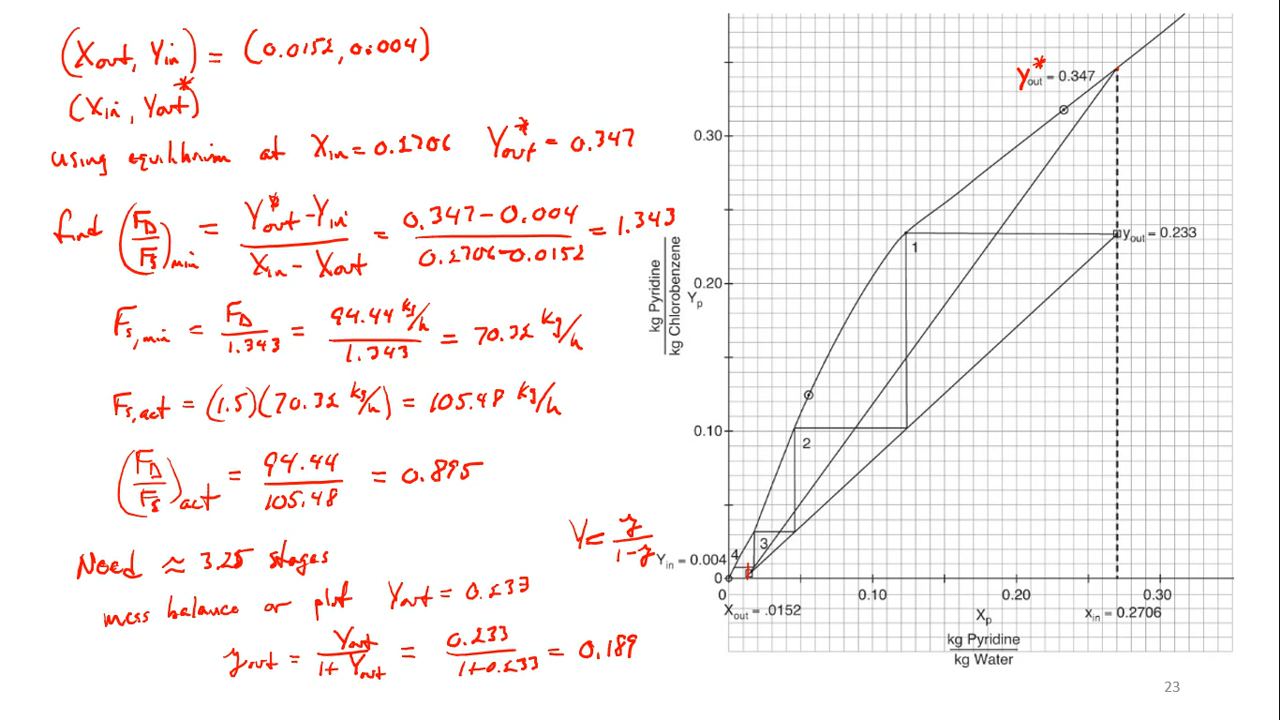 (Xout, Yin) = (0.0152, 0.004)
(Xin, Yout*)
using equilibrium at Xin = 0.2706 Yout* = 0.347
find (FD/Fs)min = Yout* - Yin / Xin - Xout = 0.347 - 0.004 / 0.2706 - 0.0152 = 1.343
Fs,min = FD / 1.343 = 94.44 kg/h / 1.343 = 70.32 kg/h
Fs,act = (1.5)(70.32 kg/h) = 105.48 kg/h
(FD/Fs)act = 94.44 / 105.48 = 0.895
Need ≈ 3.25 stages
mass balance or plot Yout = 0.233
yout = Yout / 1 + Yout = 0.233 / 1 + 0.233 = 0.189
Y = y / 1 - y
y*out = 0.347
0.30
yout = 0.233
1
0.20
Yp
kg Pyridine
kg Chlorobenzene
0.10
2
3
4
Yin = 0.004
0
0 0.10 0.20 0.30
Xout = .0152 Xp xin = 0.2706
kg Pyridine
kg Water
23